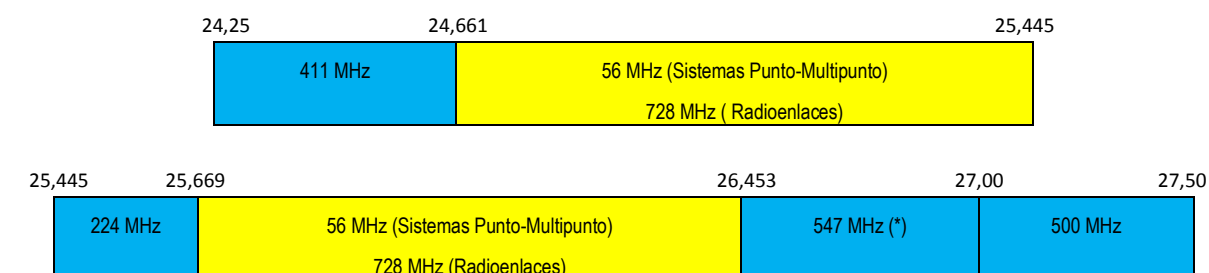 24,25 24,661 25,445
411 MHz 56 MHz (Sistemas Punto-Multipunto)
728 MHz ( Radioenlaces)
25,445 25,669 26,453 27,00 27,50
224 MHz 56 MHz (Sistemas Punto-Multipunto) 547 MHz (*) 500 MHz
728 MHz (Radioenlaces)